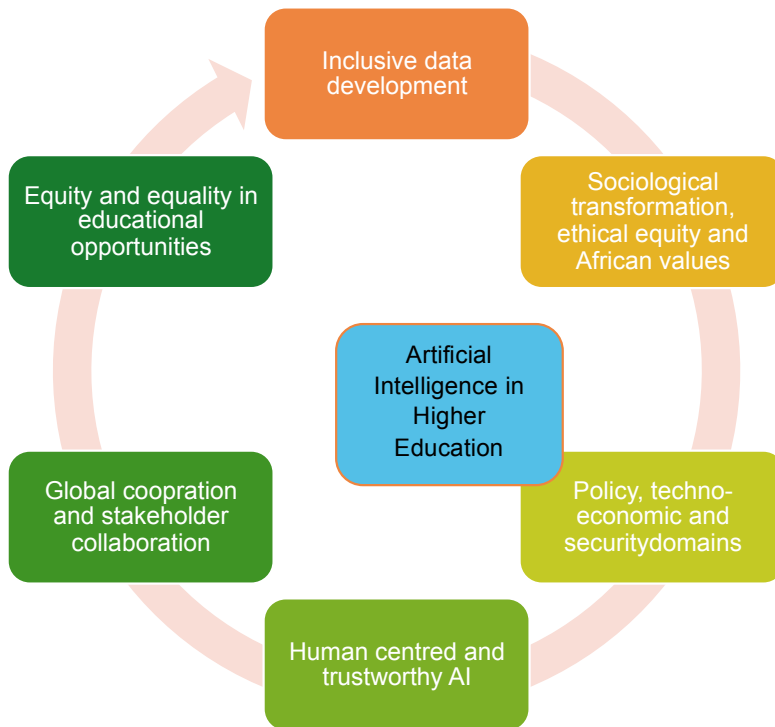 Inclusive data
development
Sociological
transformation,
ethical equity and
African values
Equity and equality in
educational
opportunities
Artificial
Intelligence in
Higher
Education
Policy, techno-
economic and
securitydomains
Global coopration
and stakeholder
collaboration
Human centred and
trustworthy AI